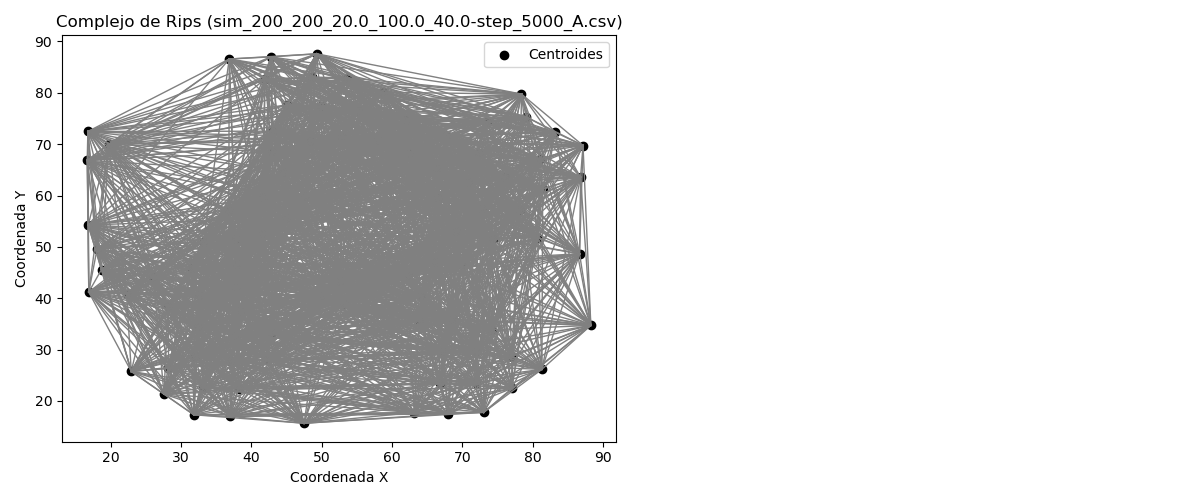 Complejo de Rips (sim_200_200_20.0_100.0_40.0-step_5000_A.csv)
Centroides
90
80
70
60
50
40
30
20
Coordenada Y
20 30 40 50 60 70 80 90
Coordenada X